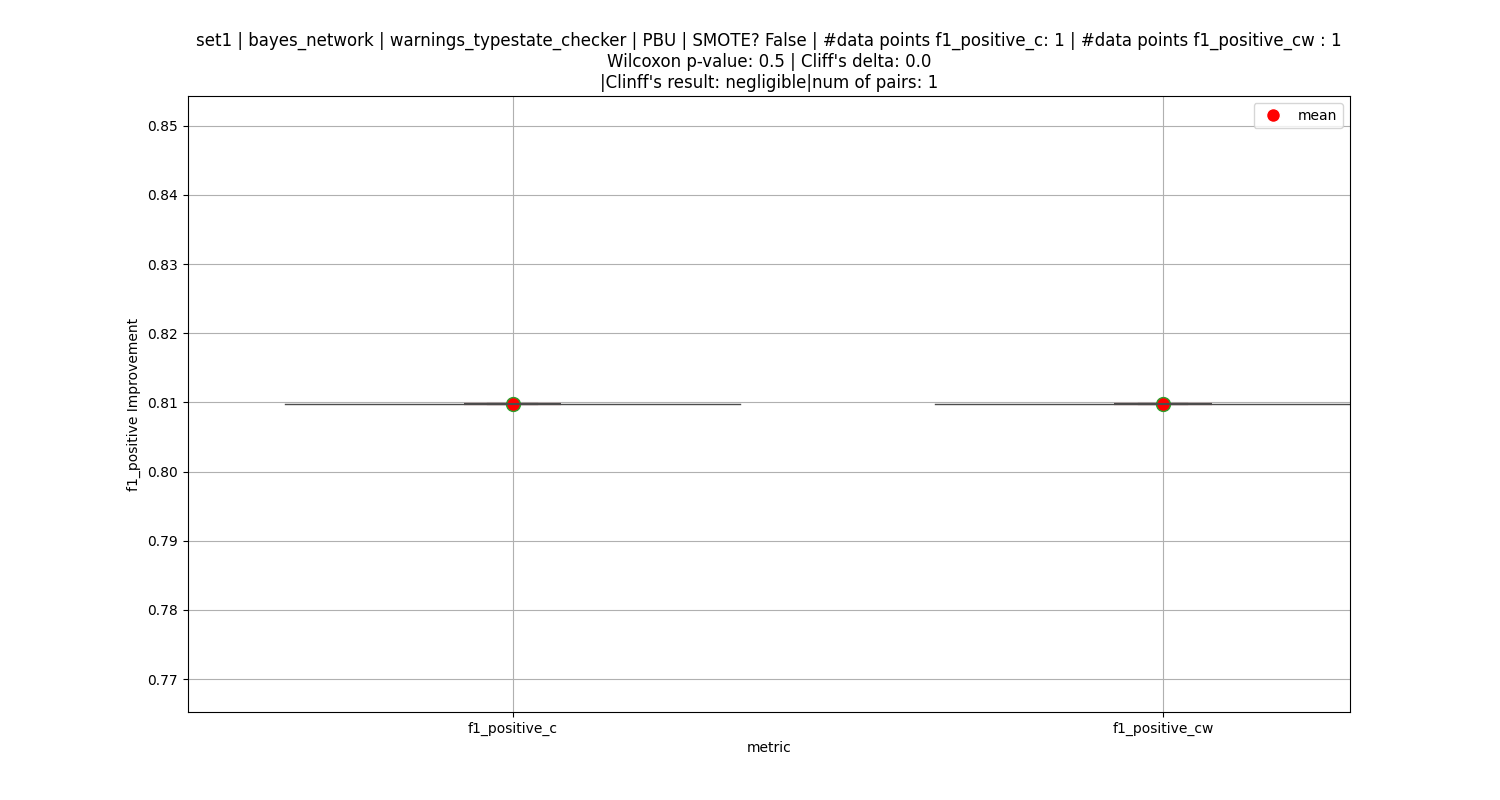 set1 | bayes_network | warnings_typestate_checker | PBU | SMOTE? False | #data points f1_positive_c: 1 | #data points f1_positive_cw : 1
Wilcoxon p-value: 0.5 | Cliff's delta: 0.0
|Clinff's result: negligible|num of pairs: 1
mean
0.85
0.84
0.83
0.82
0.81
0.80
0.79
0.78
0.77
f1_positive Improvement
f1_positive_c
f1_positive_cw
metric